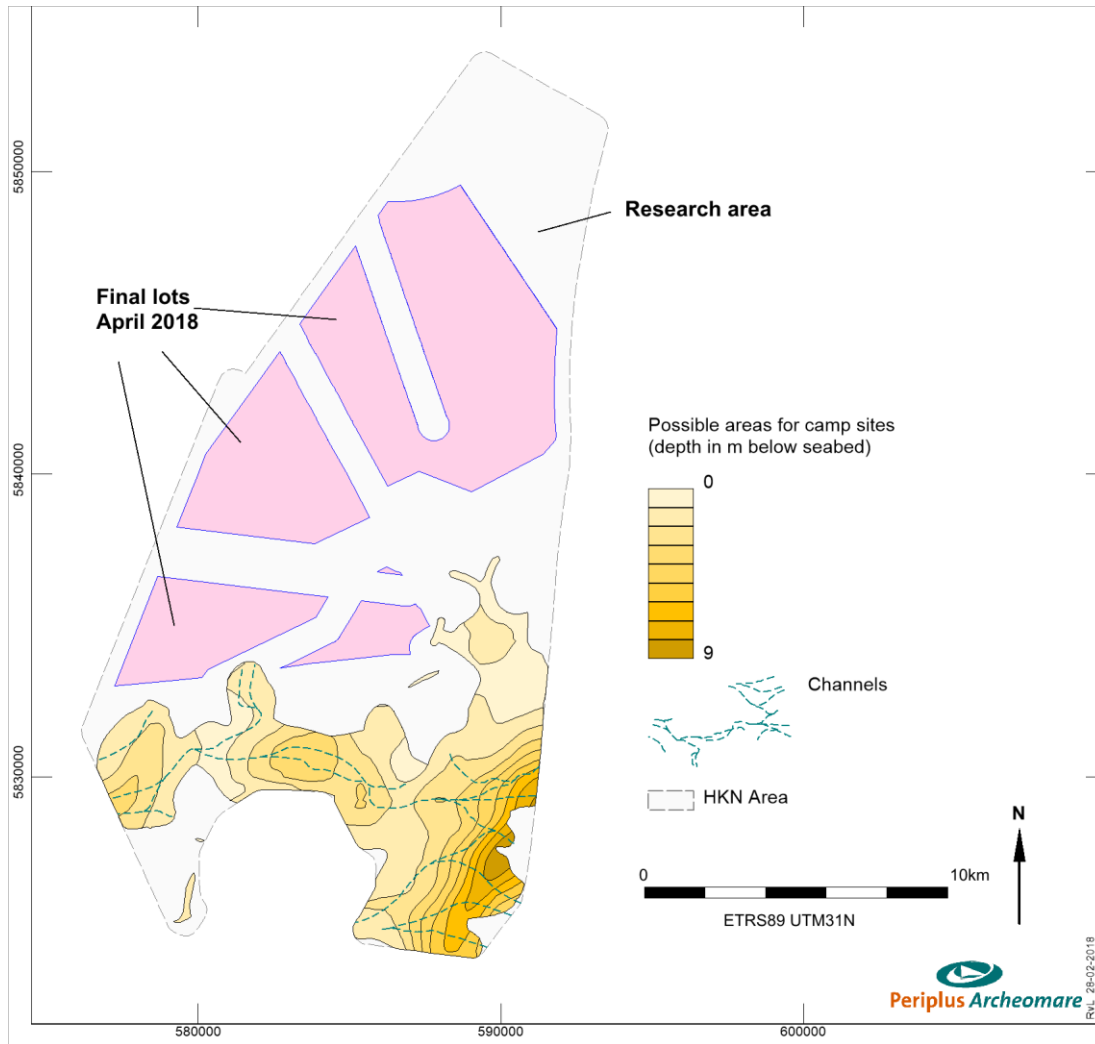 5850000
Research area
Final lots
April 2018
Possible areas for camp sites
(depth in m below seabed)
0
5840000
9
Channels
5830000
HKN Area
N
0
10km
ETRS89 UTM31N
Periplus Archeomare
RvL 28-02-2018
580000
590000
600000